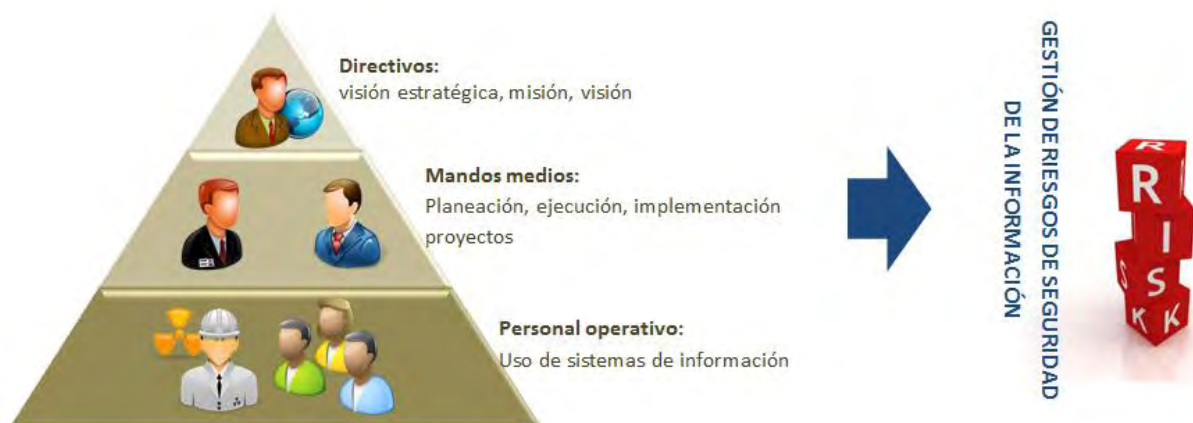 Directivos:
visión estratégica, misión, visión
Mandos medios:
Planeación, ejecución, implementación
proyectos
Personal operativo:
Uso de sistemas de información
GESTIÓN DE RIESGOS DE SEGURIDAD
DE LA INFORMACIÓN
R
R I
I
S S
K K